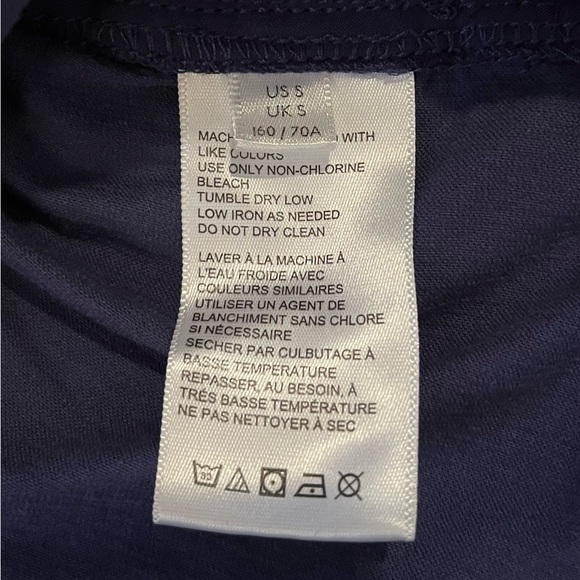 US S
UK S
160 / 70A
WITH
LIKE COLORS
USE ONLY NON-CHLORINE
BLEACH
TUMBLE DRY LOW
LOW IRON AS NEEDED
DO NOT DRY CLEAN
LAVER À LA MACHINE À
L'EAU FROIDE AVEC
COULEURS SIMILAIRES
UTILISER UN AGENT DE
BLANCHIMENT SANS CHLORE
SI NÉCESSAIRE
SECHER PAR CULBUTAGE À
BASSE TEMPÉRATURE
REPASSER, AU BESOIN, À
TRÈS BASSE TEMPÉRATURE
NE PAS NETTOYER À SEC
30